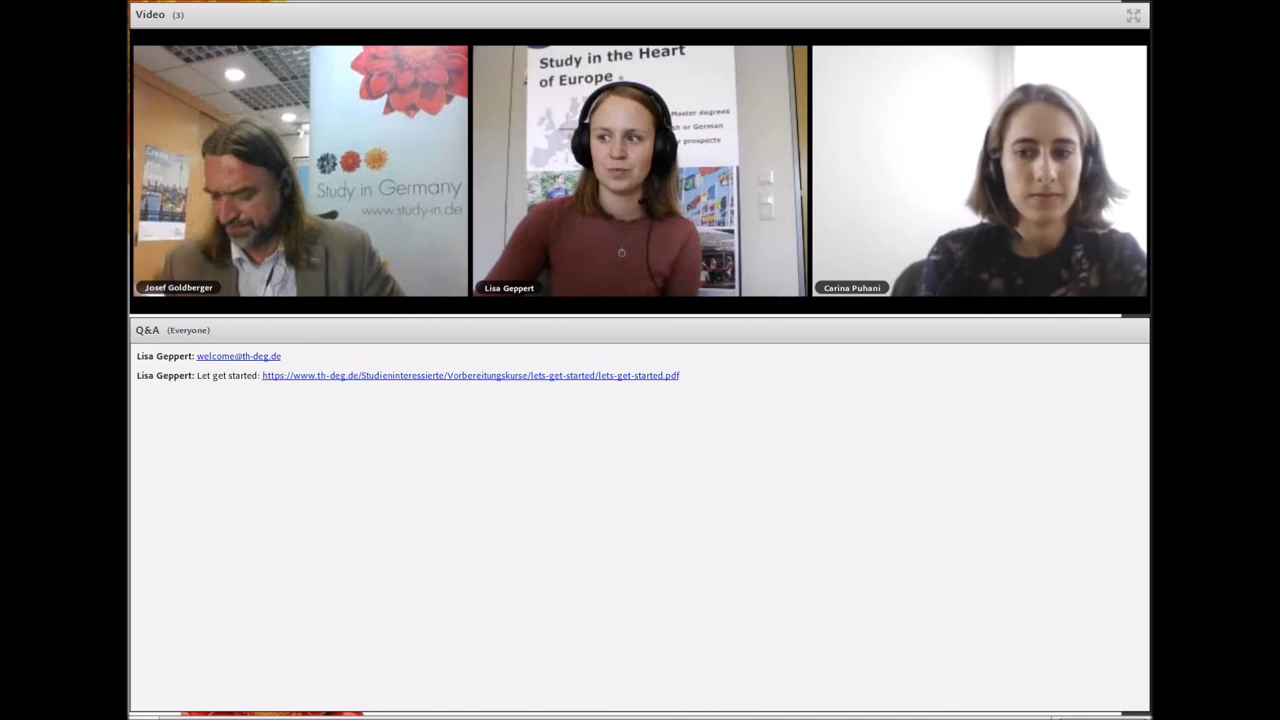 Video (3)
Study in Germany
www.study-in.de
Josef Goldberger
Study in the Heart
of Europe
Master degrees
sh or German
prospects
Lisa Geppert
Carina Puhani
Q&A (Everyone)
Lisa Geppert: welcome@th-deg.de
Lisa Geppert: Let get started: https://www.th-deg.de/Studieninteressierte/Vorbereitungskurse/lets-get-started/lets-get-started.pdf